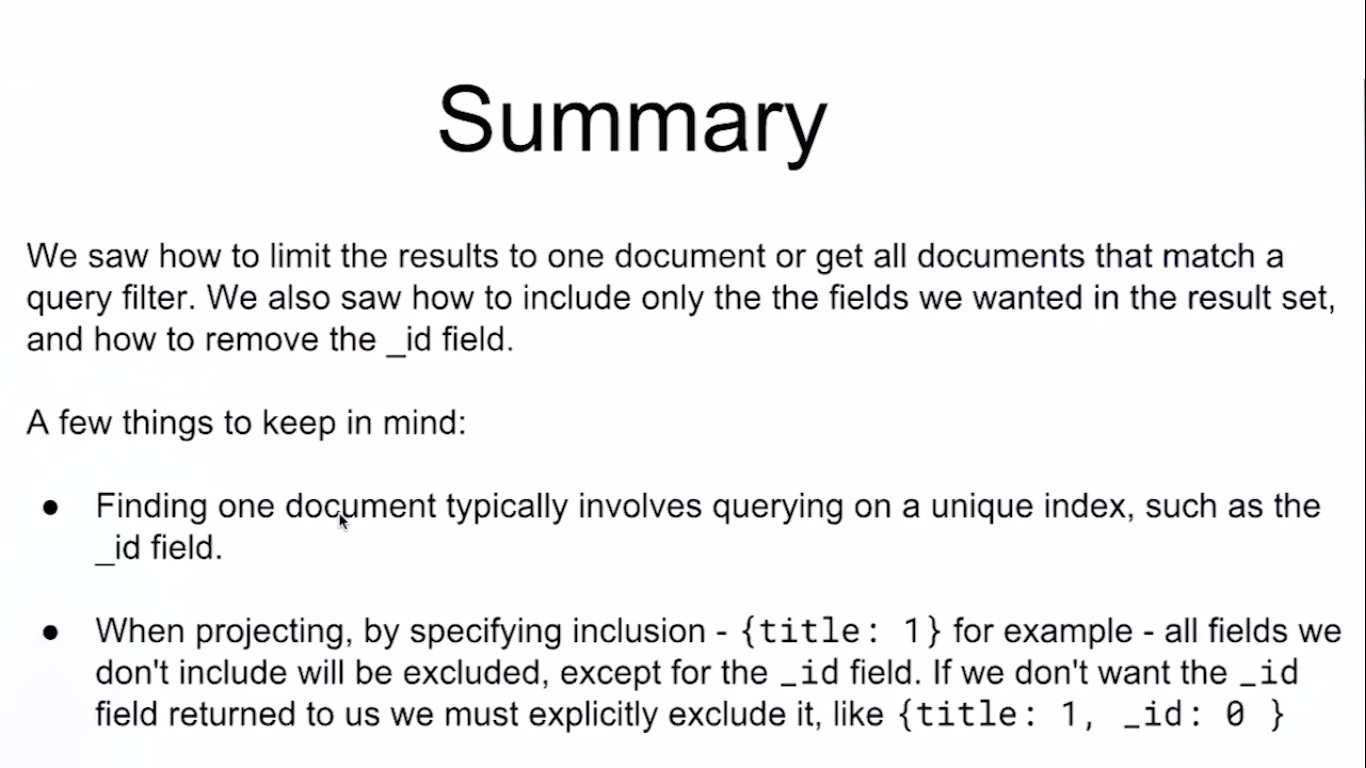 Summary
We saw how to limit the results to one document or get all documents that match a
query filter. We also saw how to include only the the fields we wanted in the result set,
and how to remove the _id field.
A few things to keep in mind:
● Finding one document typically involves querying on a unique index, such as the
_id field.
● When projecting, by specifying inclusion - {title: 1} for example - all fields we
don't include will be excluded, except for the _id field. If we don't want the _id
field returned to us we must explicitly exclude it, like {title: 1, _id: 0 }